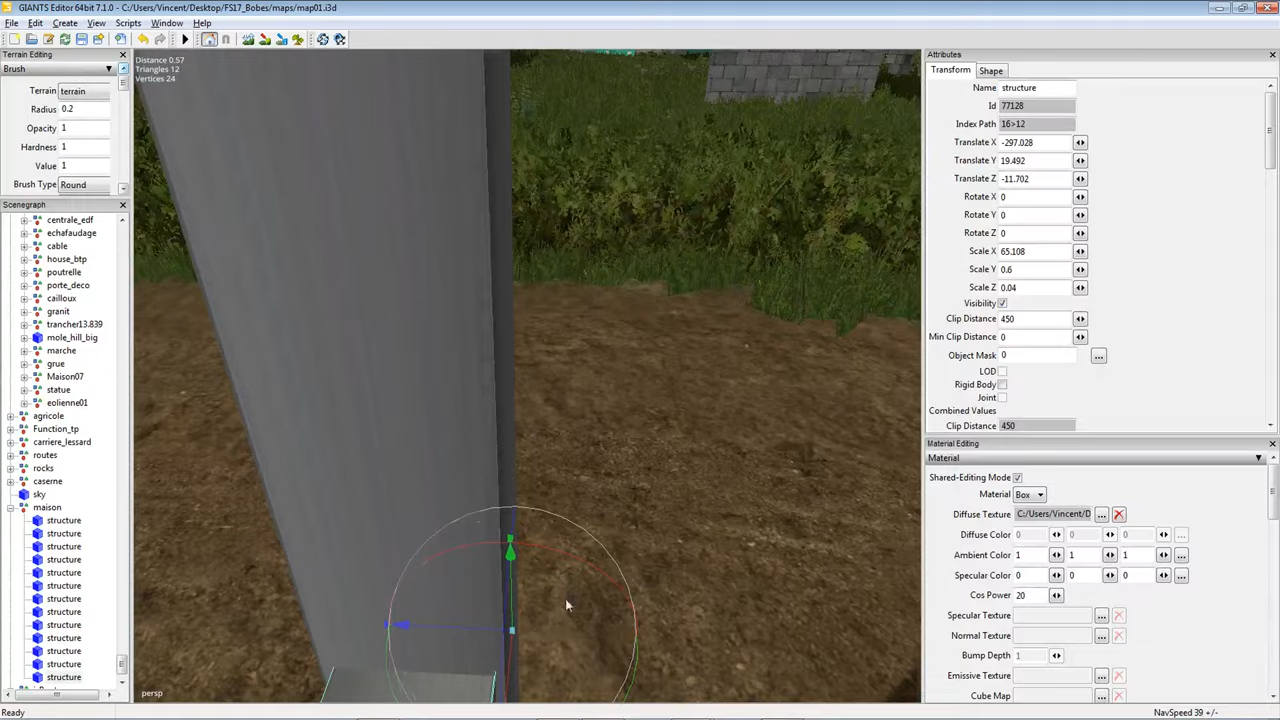 GIANTS Editor 64bit 7.1.0 - C:/Users/Vincent/Desktop/FS17_Bobes/maps/map01.i3d
File Edit Create View Scripts Window Help
Terrain Editing
Brush
Terrain terrain
Radius 0.2
Opacity 1
Hardness 1
Value 1
Brush Type Round
Scenegraph
centrale_edf
echafaudage
cable
house_btp
poutrelle
porte_deco
cailloux
granit
trancher13.839
mole_hill_big
marche
grue
Maison07
statue
eolienne01
agricole
Function_tp
carriere_lessard
routes
rocks
caserne
sky
maison
structure
structure
structure
structure
structure
structure
structure
structure
structure
structure
structure
structure
structure
Distance 0.57
Triangles 12
Vertices 24
persp
Attributes
Transform Shape
Name structure
Id 77128
Index Path 16>12
Translate X -297.028
Translate Y 19.492
Translate Z -11.702
Rotate X 0
Rotate Y 0
Rotate Z 0
Scale X 65.108
Scale Y 0.6
Scale Z 0.04
Visibility
Clip Distance 450
Min Clip Distance 0
Object Mask 0 ...
LOD
Rigid Body
Joint
Combined Values
Clip Distance 450
Material Editing
Material
Shared-Editing Mode
Material Box
Diffuse Texture C:/Users/Vincent/D ...
Diffuse Color 0 0 0 ...
Ambient Color 1 1 1 ...
Specular Color 0 0 0 ...
Cos Power 20
Specular Texture ...
Normal Texture ...
Bump Depth 1
Emissive Texture ...
Cube Map ...
Ready
NavSpeed 39 +/-